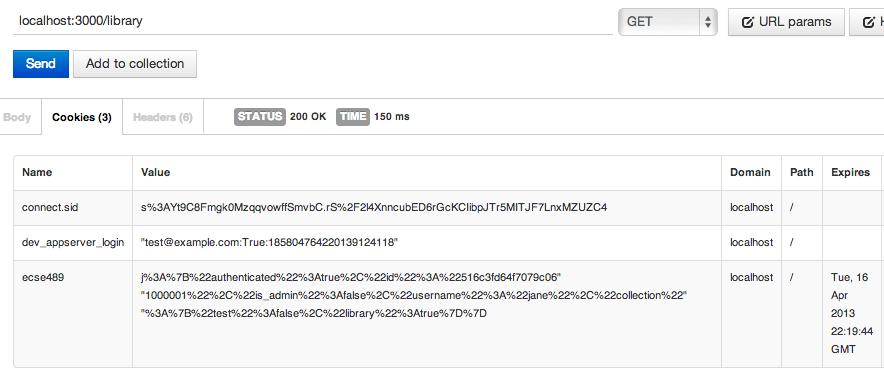 localhost:3000/library GET URL params H
Send Add to collection
Body Cookies (3) Headers (6) STATUS 200 OK TIME 150 ms
Name Value Domain Path Expires
connect.sid s%3AYt9C8Fmgk0MzqqvowffSmvbC.rS%2F2l4XnncubED6rGcKCIibpJTr5MITJF7LnxMZUZC4 localhost /
dev_appserver_login "test@example.com:True:185804764220139124118" localhost /
ecse489 j%3A%7B%22authenticated%22%3Atrue%2C%22id%22%3A%22516c3fd64f7079c06" localhost / Tue, 16
"1000001%22%2C%22is_admin%22%3Afalse%2C%22username%22%3A%22jane%22%2C%22collection%22" Apr
"%3A%7B%22test%22%3Afalse%2C%22library%22%3Atrue%7D%7D 2013
22:19:44
GMT